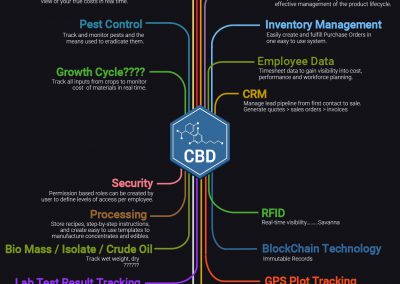 view of your true costs in real time.
Pest Control
Track and monitor pests and the
means used to eradicate them.
Growth Cycle????
Track all inputs from crops to monitor
cost of materials in real time.
Security
Permission based roles can be created by
user to define levels of access per employee.
Processing
Store recipes, step-by-step instructions,
and create easy to use templates to
manufacture concentrates and edibles.
Bio Mass / Isolate / Crude Oil
Track wet weight, dry
??????
Lab Test Result Tracking
CBD
effective management of the product lifecycle.
Inventory Management
Easily create and fulfill Purchase Orders in
one easy to use system.
Employee Data
Timesheet data to gain visibility into cost,
performance and workforce planning.
CRM
Manage lead pipeline from first contact to sale.
Generate quotes > sales orders > invoices
RFID
Real-time visibility........Savanna
BlockChain Technology
Immutable Records
GPS Plot Tracking